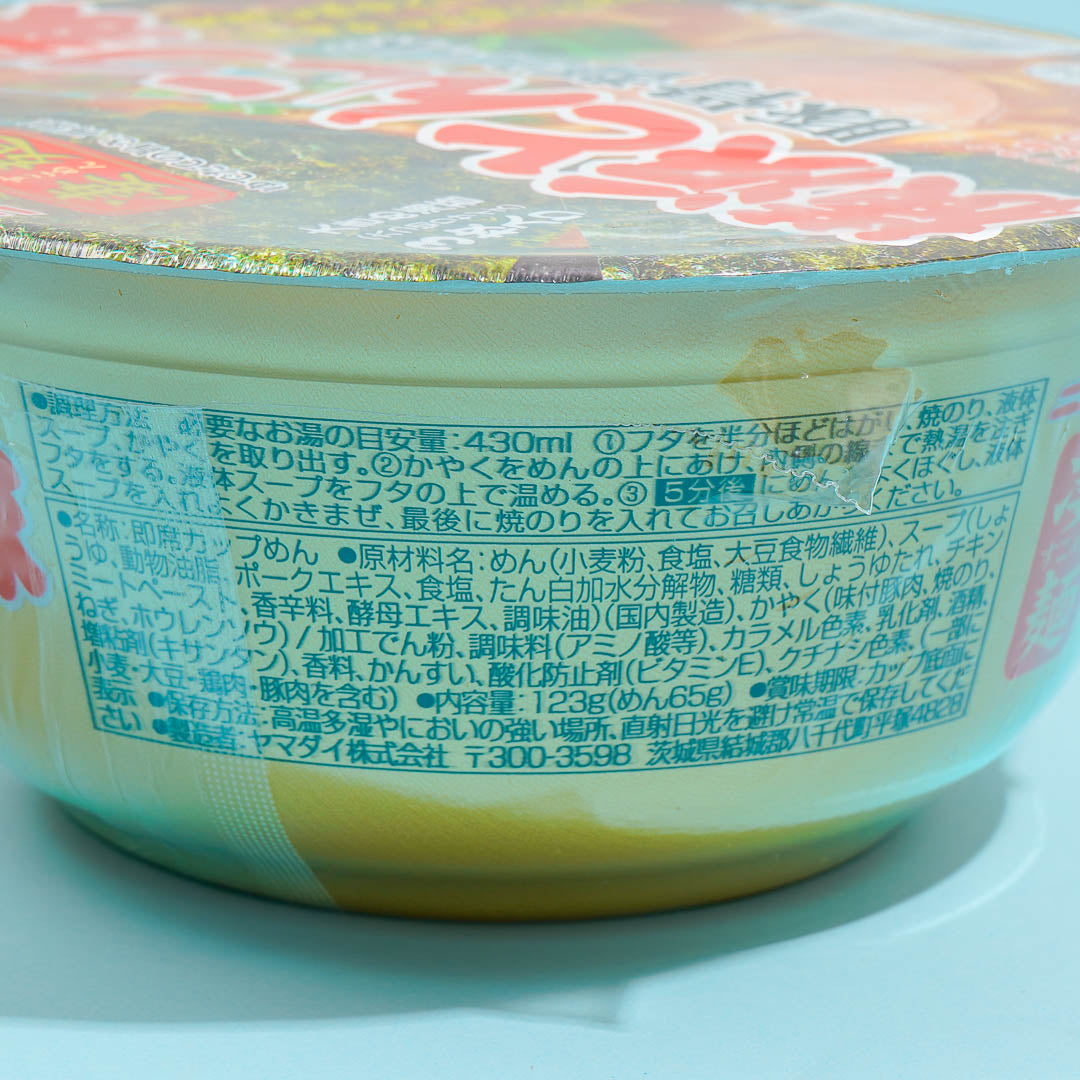 ●調理方法 必要なお湯の目安量:430ml ①フタを半分ほどはがし、焼のり、液体
スープ、かやくを取り出す。②かやくをめんの上にあけ、内側の線まで熱湯を注ぎ
フタをする。液体スープをフタの上で温める。③ 5分後 にめんをよくほぐし、液体
スープを入れよくかきまぜ、最後に焼のりを入れてお召しあがりください。
●名称:即席カップめん ●原材料名:めん(小麦粉、食塩、大豆食物繊維)、スープ(しょ
うゆ、動物油脂、ポークエキス、食塩、たん白加水分解物、糖類、しょうゆたれ、チキン
ミートペースト、香辛料、酵母エキス、調味油)(国内製造)、かやく(味付豚肉、焼のり、
ねぎ、ホウレンソウ)/加工でん粉、調味料(アミノ酸等)、カラメル色素、乳化剤、酒精、
増粘剤(キサンタン)、香料、かんすい、酸化防止剤(ビタミンE)、クチナシ色素、(一部に
小麦・大豆・鶏肉・豚肉を含む) ●内容量:123g(めん65g) ●賞味期限:カップ底面に
表示 ●保存方法:高温多湿やにおいの強い場所、直射日光を避け常温で保存してくだ
さい ●製造者:ヤマダイ株式会社 〒300-3598 茨城県結城郡八千代町平塚4828